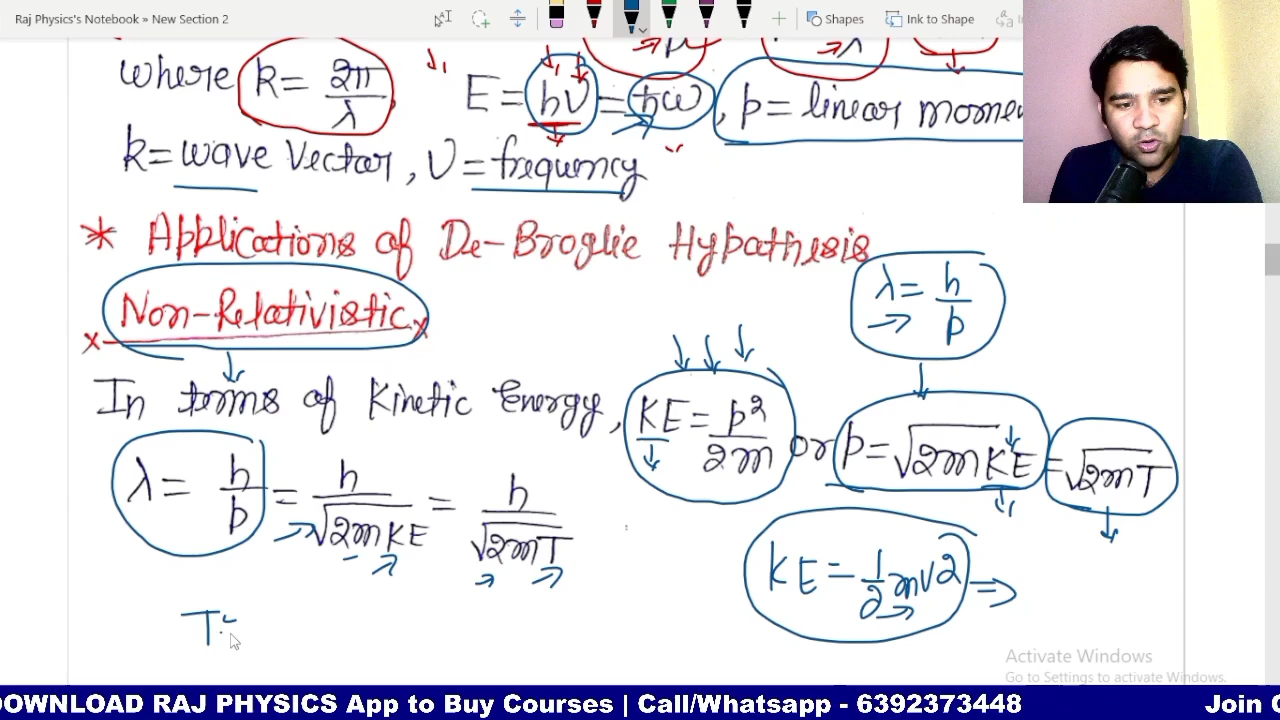 Raj Physics's Notebook » New Section 2
Shapes Ink to Shape
where k = 2π/λ E = hν = ħω, p = linear momen
k = wave Vector, ν = frequency
* Applications of De-Broglie Hypothesis
Non-Relativistic
λ = h/p
In terms of Kinetic Energy, KE = p²/2m or p = √2mKE = √2mT
λ = h/p = h/√2mKE = h/√2mT
KE = 1/2 mv² ⇒
T
Activate Windows
Go to Settings to activate Windows.
OWNLOAD RAJ PHYSICS App to Buy Courses | Call/Whatsapp - 6392373448 Join